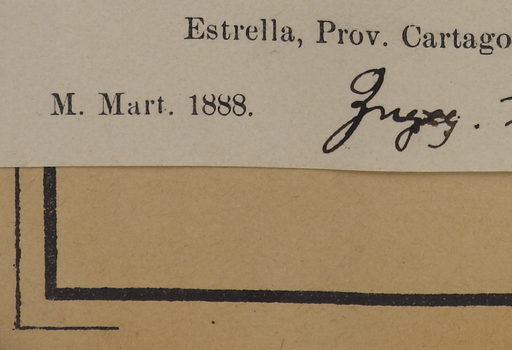 Estrella, Prov. Cartago
M. Mart. 1888.